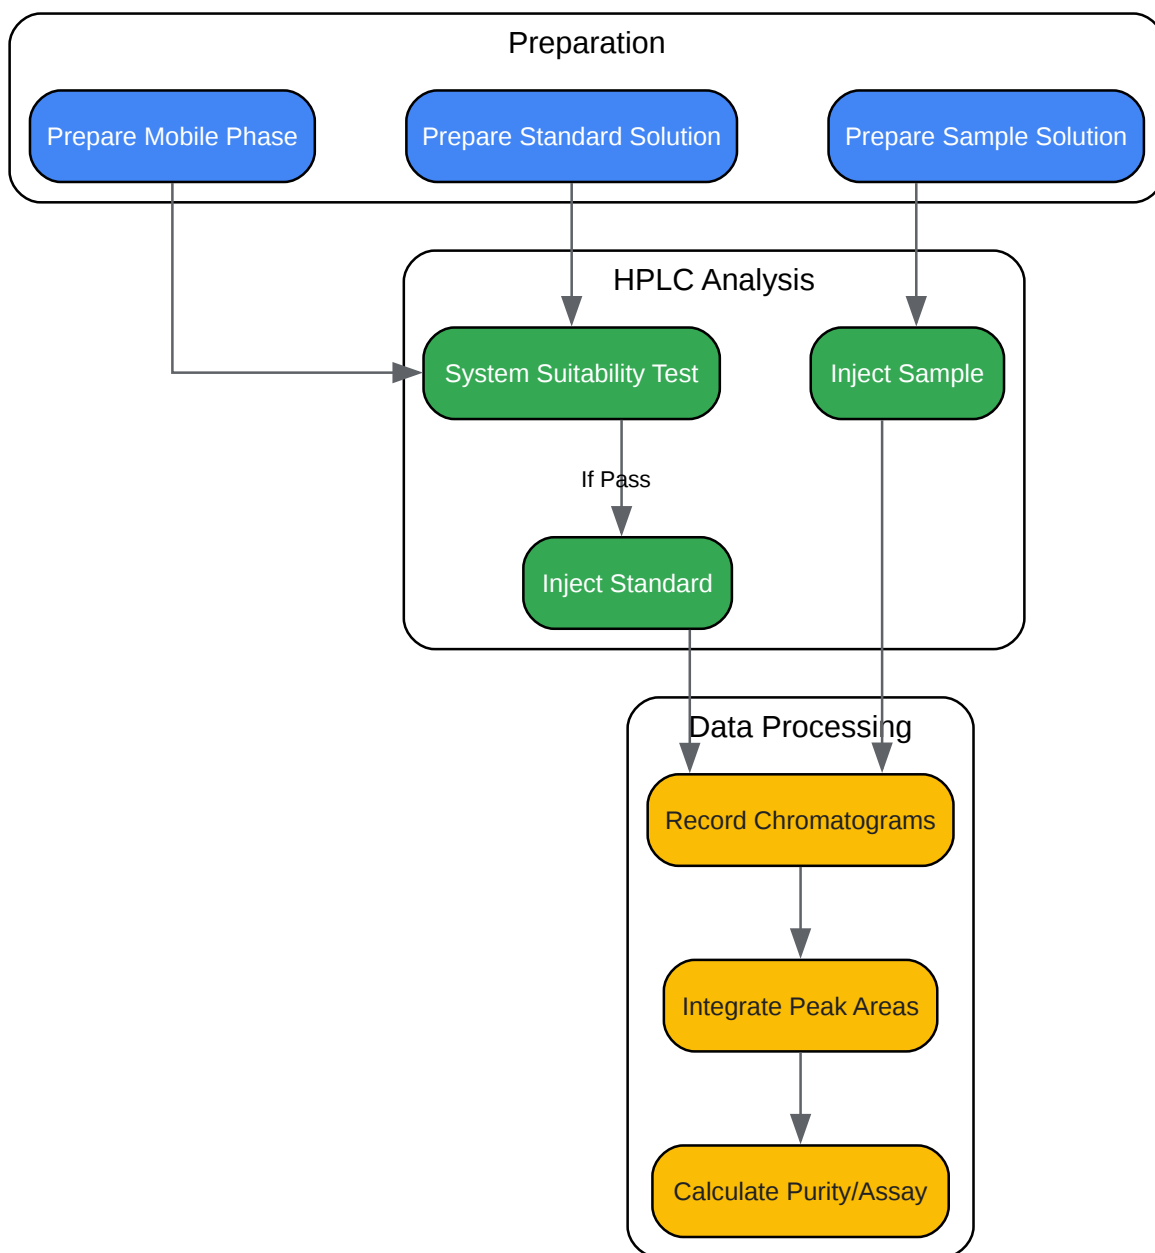 Preparation
Prepare Mobile Phase
Prepare Standard Solution
Prepare Sample Solution
HPLC Analysis
System Suitability Test
Inject Sample
If Pass
Inject Standard
Data Processing
Record Chromatograms
Integrate Peak Areas
Calculate Purity/Assay